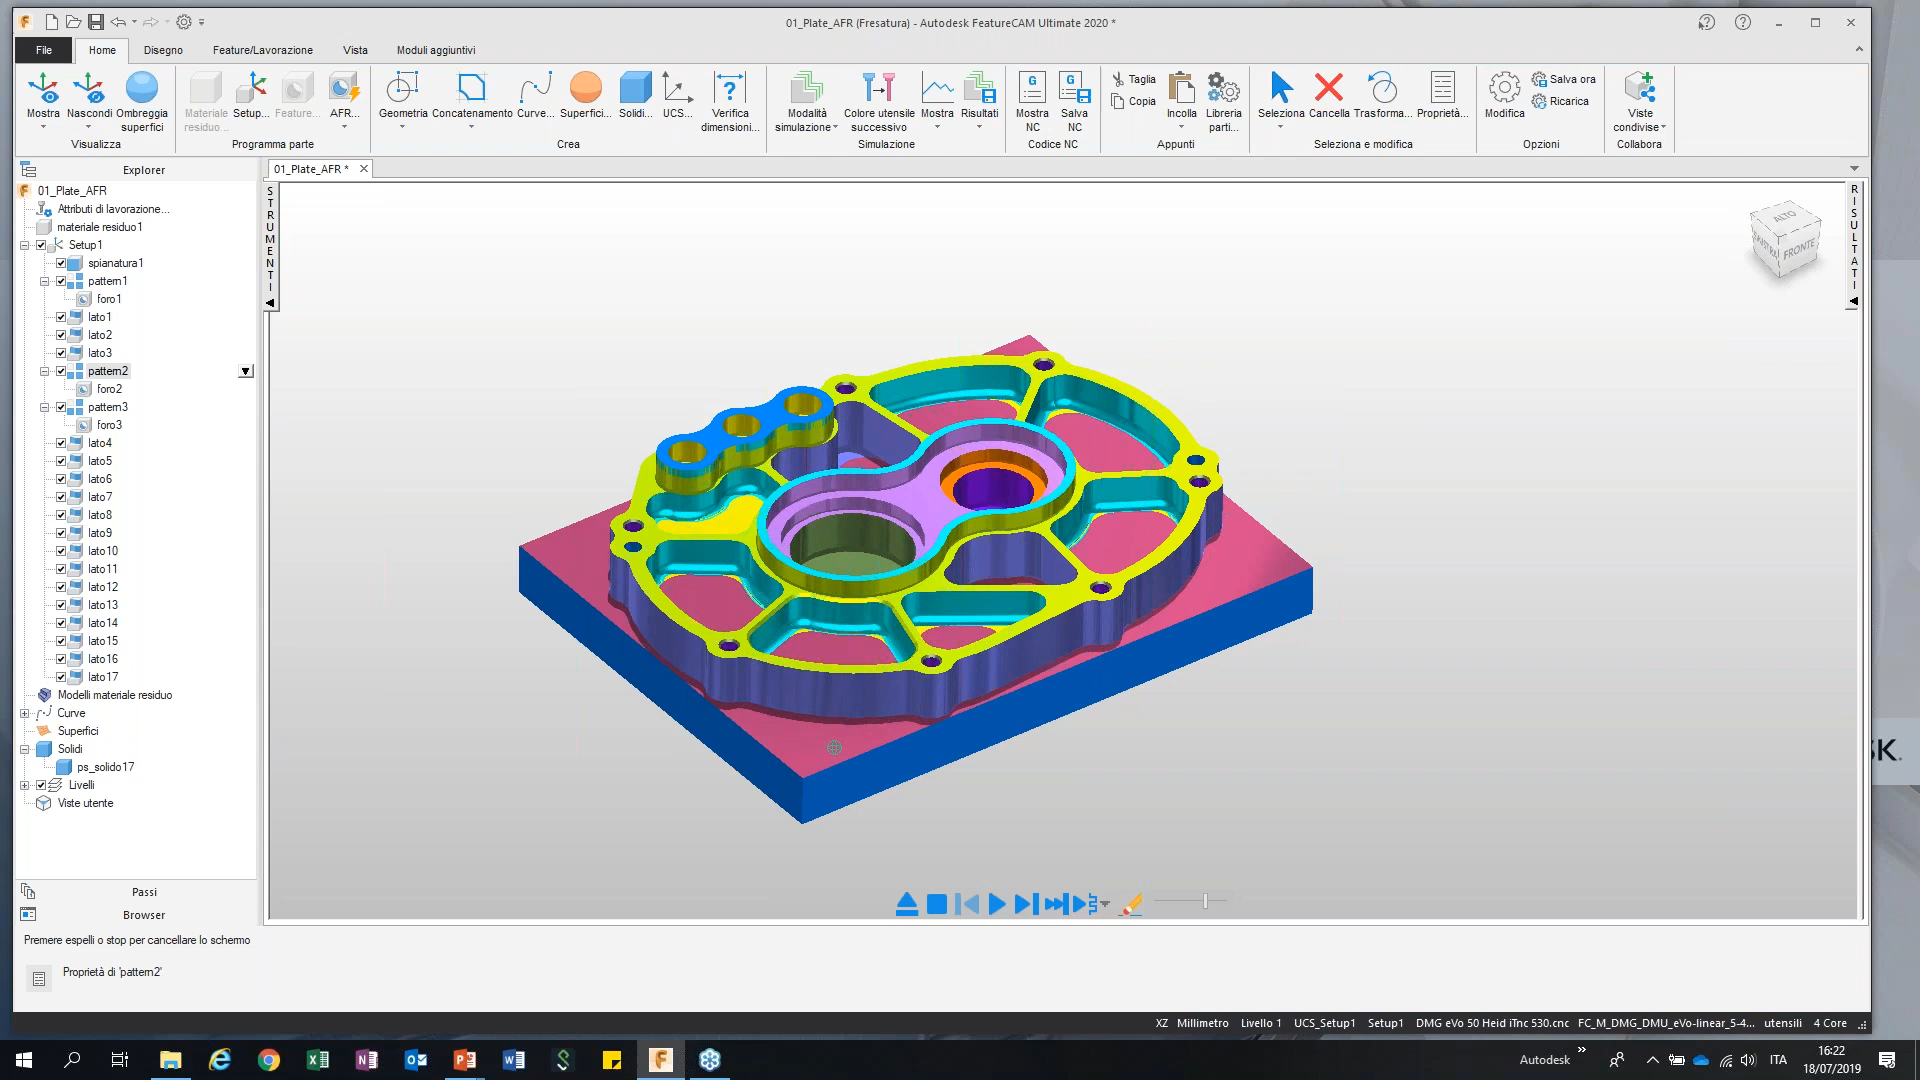 01_Plate_AFR (Fresatura) - Autodesk FeatureCAM Ultimate 2020 *
File Home Disegno Feature/Lavorazione Vista Moduli aggiuntivi
Mostra Nascondi Ombreggia superfici
Materiale residuo... Setup... Feature... AFR...
Geometria Concatenamento Curve... Superfici... Solidi... UCS... Verifica dimensioni...
Modalità simulazione Colore utensile successivo Mostra Risultati
Mostra NC Salva NC
Taglia
Copia
Incolla Libreria parti...
Seleziona Cancella Trasforma... Proprietà...
Modifica Salva ora
Ricarica
Viste condivise
Visualizza Programma parte Crea Simulazione Codice NC Appunti Seleziona e modifica Opzioni Collabora
Explorer
01_Plate_AFR *
01_Plate_AFR
Attributi di lavorazione...
materiale residuo1
Setup1
spianatura1
pattern1
foro1
lato1
lato2
lato3
pattern2
foro2
pattern3
foro3
lato4
lato5
lato6
lato7
lato8
lato9
lato10
lato11
lato12
lato13
lato14
lato15
lato16
lato17
Modelli materiale residuo
Curve
Superfici
Solidi
ps_solido17
Livelli
Viste utente
STRUMENTI
RISULTATI
ALTO
FRONTE
Passi
Browser
Premere espelli o stop per cancellare lo schermo
Proprietà di 'pattern2'
XZ Millimetro Livello 1 UCS_Setup1 Setup1 DMG eVo 50 Heid iTnc 530.cnc FC_M_DMG_DMU_eVo-linear_5-4... utensili 4 Core
SK.
Autodesk » ITA 16:22
18/07/2019